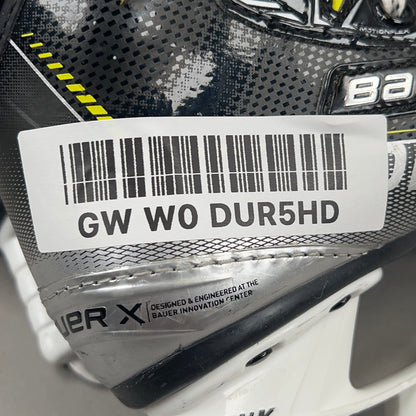 BA
GW W0 DUR5HD
UER X
DESIGNED & ENGINEERED AT THE
BAUER INNOVATION CENTER